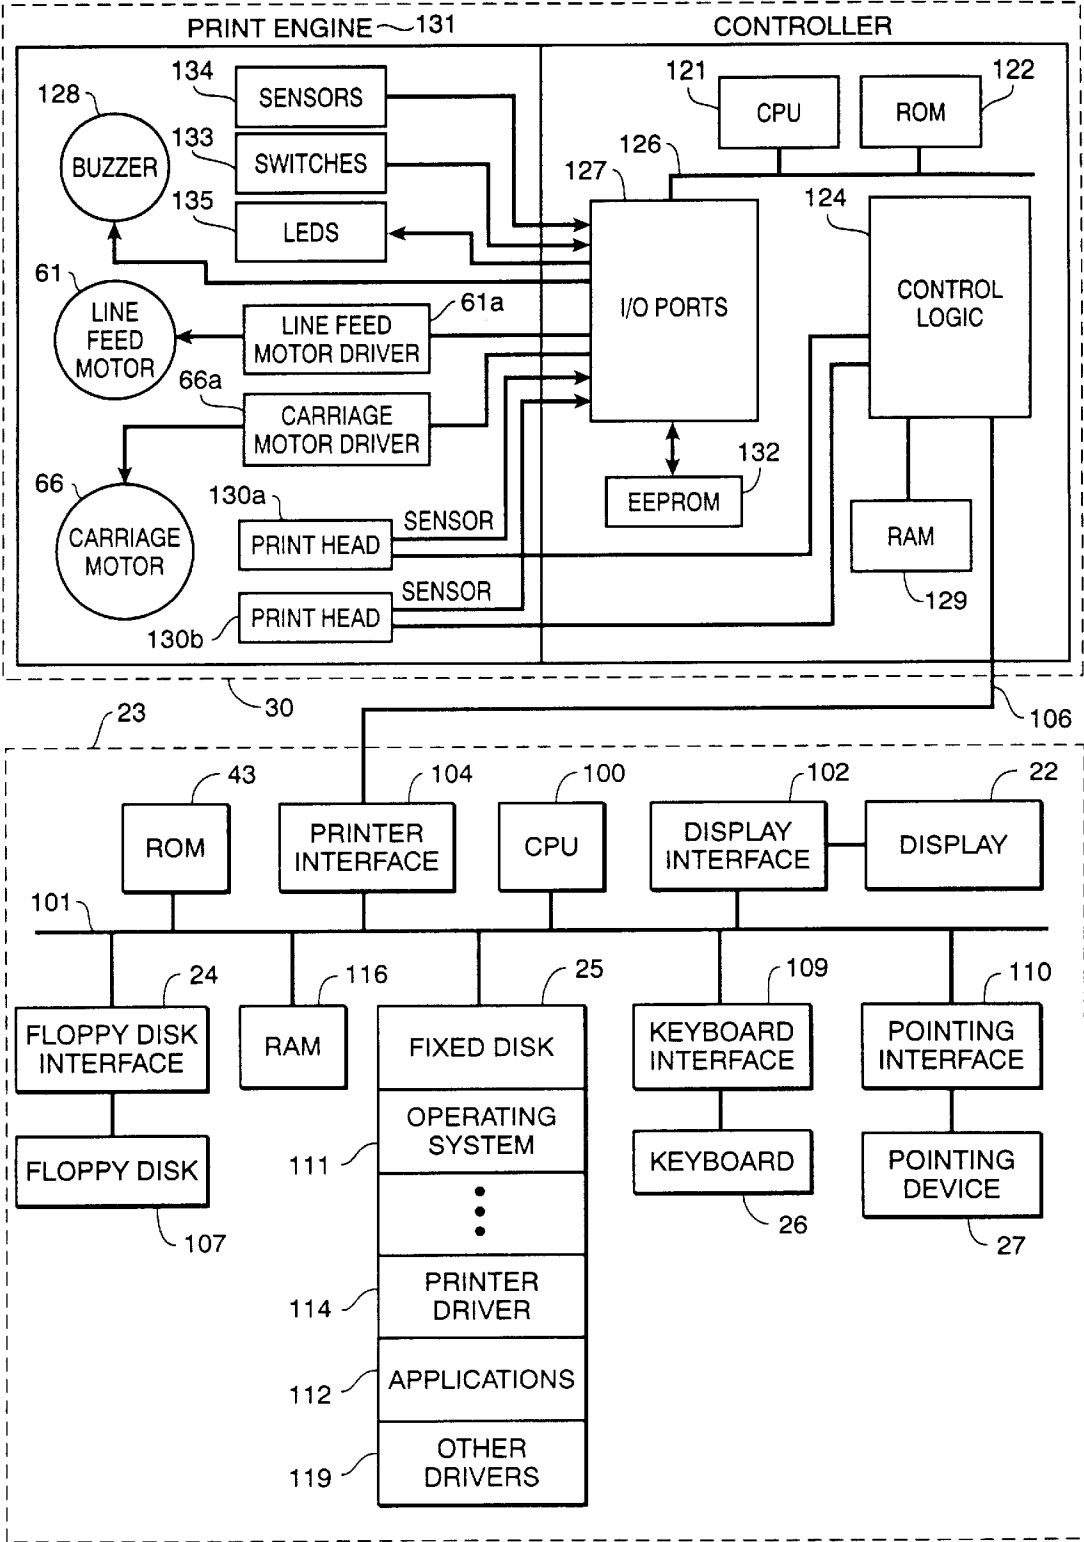 PRINT ENGINE 131
CONTROLLER
134
SENSORS
128
BUZZER
133
SWITCHES
135
LEDS
121
CPU
122
ROM
126
127
I/O PORTS
124
CONTROL
LOGIC
61
LINE
FEED
MOTOR
61a
LINE FEED
MOTOR DRIVER
66a
CARRIAGE
MOTOR DRIVER
66
CARRIAGE
MOTOR
130a
PRINT HEAD
SENSOR
130b
PRINT HEAD
SENSOR
132
EEPROM
RAM
129
30
106
23
43
ROM
104
PRINTER
INTERFACE
100
CPU
102
DISPLAY
INTERFACE
22
DISPLAY
101
24
FLOPPY DISK
INTERFACE
116
RAM
25
FIXED DISK
109
KEYBOARD
INTERFACE
110
POINTING
INTERFACE
FLOPPY DISK
107
111
OPERATING
SYSTEM
KEYBOARD
26
POINTING
DEVICE
27
114
PRINTER
DRIVER
112
APPLICATIONS
119
OTHER
DRIVERS